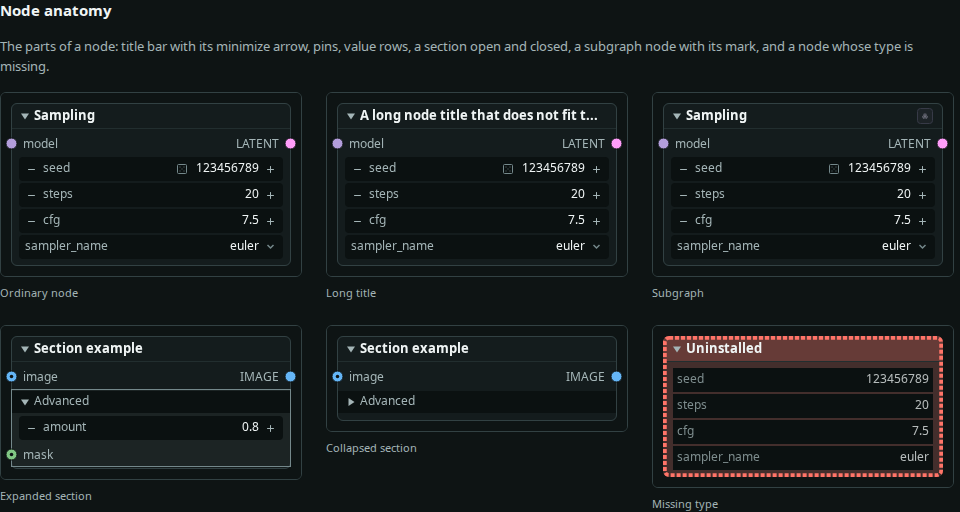 Node anatomy
The parts of a node: title bar with its minimize arrow, pins, value rows, a section open and closed, a subgraph node with its mark, and a node whose type is
missing.
Sampling
model LATENT
seed 123456789
steps 20
cfg 7.5
sampler_name euler
Ordinary node
A long node title that does not fit t...
model LATENT
seed 123456789
steps 20
cfg 7.5
sampler_name euler
Long title
Sampling
model LATENT
seed 123456789
steps 20
cfg 7.5
sampler_name euler
Subgraph
Section example
image IMAGE
Advanced
amount 0.8
mask
Expanded section
Section example
image IMAGE
Advanced
Collapsed section
Uninstalled
seed 123456789
steps 20
cfg 7.5
sampler_name euler
Missing type